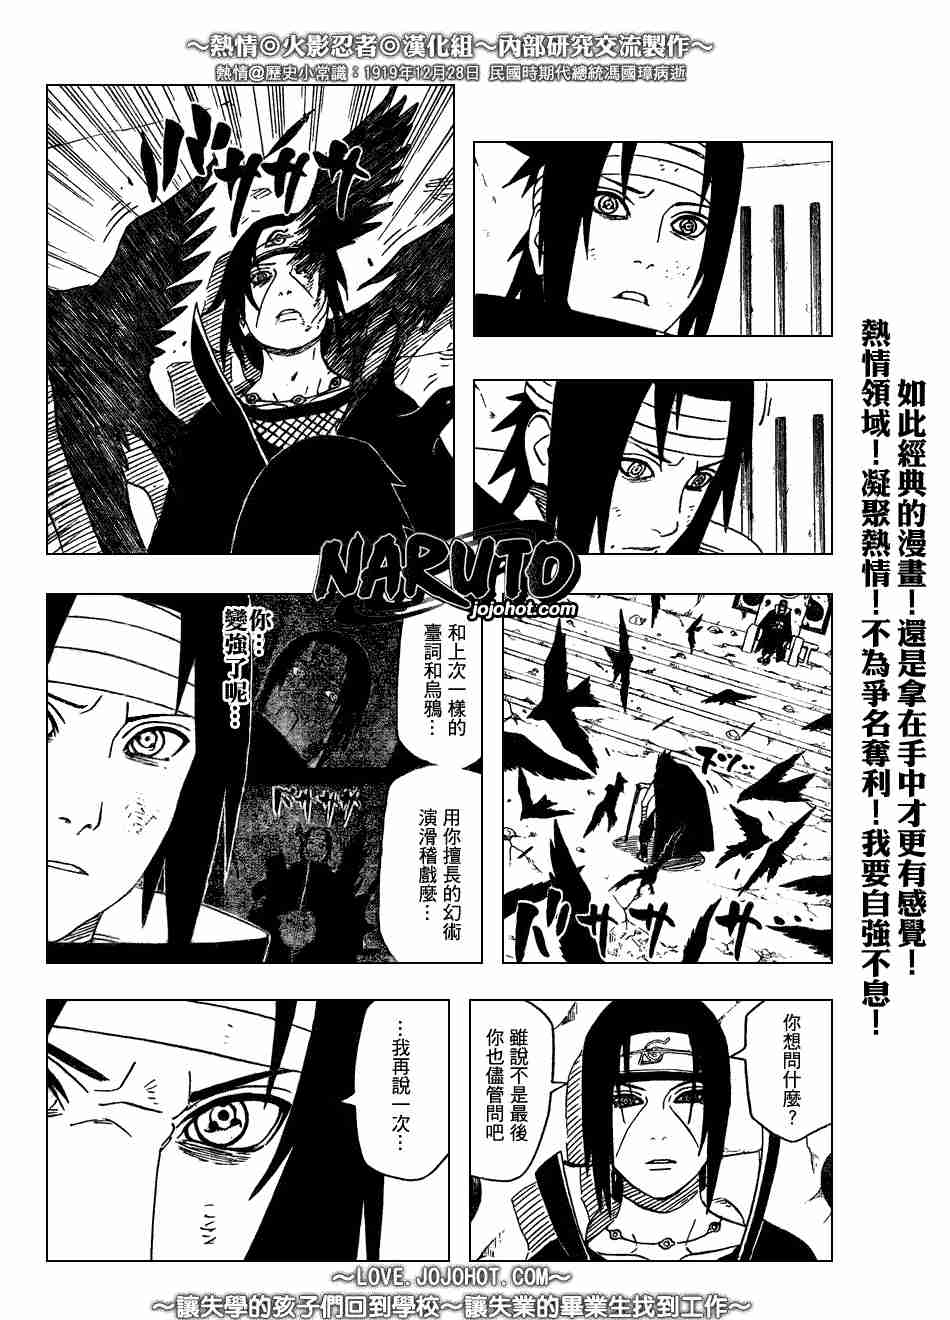 ～熱情◎火影忍者◎漢化組～內部研究交流製作～
熱情@歷史小常識：1919年12月28日 民國時期代總統馮國璋病逝
バササササ
如此經典的漫畫！還是拿在手中才更有感覺！
熱情領域！凝聚熱情！不為爭名奪利！我要自強不息！
NARUTO
jojohot.com
ドッ
バササササ
和上次一樣的
臺詞和烏鴉…
你…
變強了呢…
用你擅長的幻術
演滑稽戲麼…
你想問什麼？
雖說不是最後
你也儘管問吧
…我再說一次…
～LOVE.JOJOHOT.COM～
～讓失學的孩子們回到學校～讓失業的畢業生找到工作～